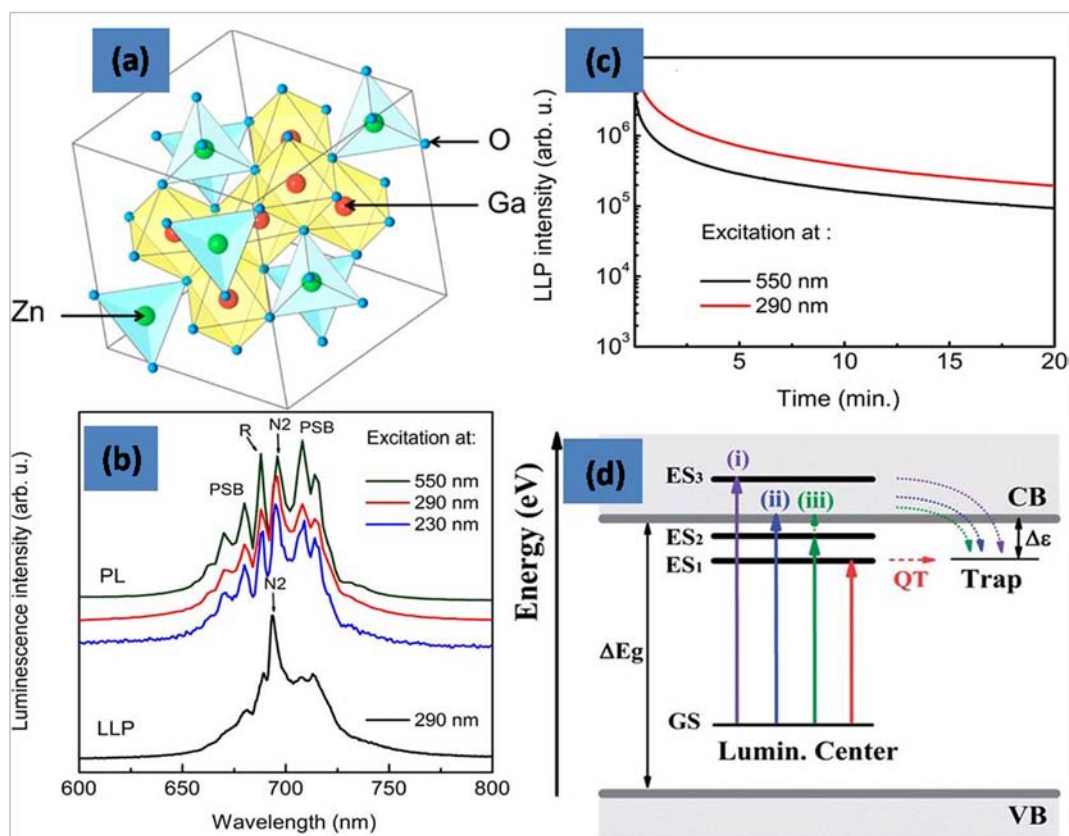 (a)
O
Ga
Zn
(c)
LLP intensity (arb. u.)
10⁶
10⁵
10⁴
10³
Excitation at :
550 nm
290 nm
5
10
15
20
Time (min.)
(b)
Luminescence intensity (arb. u.)
PSB
R
N2
PSB
Excitation at:
550 nm
290 nm
230 nm
PL
N2
LLP
290 nm
600
650
700
750
800
Wavelength (nm)
(d)
Energy (eV)
ES₃
(i)
(ii)
(iii)
CB
ES₂
ES₁
Δε
QT
Trap
ΔEg
GS
Lumin. Center
VB